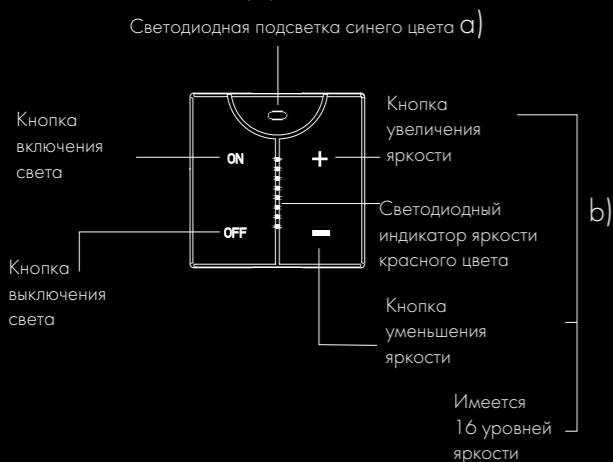 Светодиодная подсветка синего цвета a)
Кнопка
включения
света
Кнопка
увеличения
яркости
ON
+
b)
Светодиодный
индикатор яркости
красного цвета
OFF
−
Кнопка
выключения
света
Кнопка
уменьшения
яркости
Имеется
16 уровней
яркости